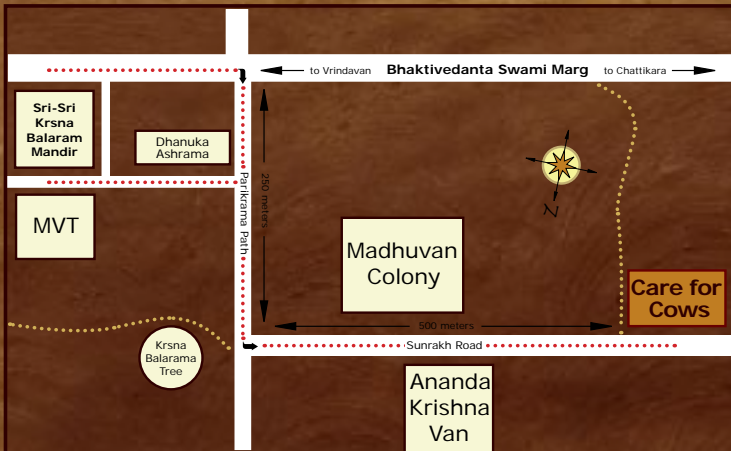 to Vrindavan Bhaktivedanta Swami Marg to Chattikara
Sri-Sri
Krsna
Balaram
Mandir
Dhanuka
Ashrama
MVT
Parikrama Path
250 meters
Z
Madhuvan
Colony
Care for
Cows
500 meters
Sunrakh Road
Krsna
Balarama
Tree
Ananda
Krishna
Van